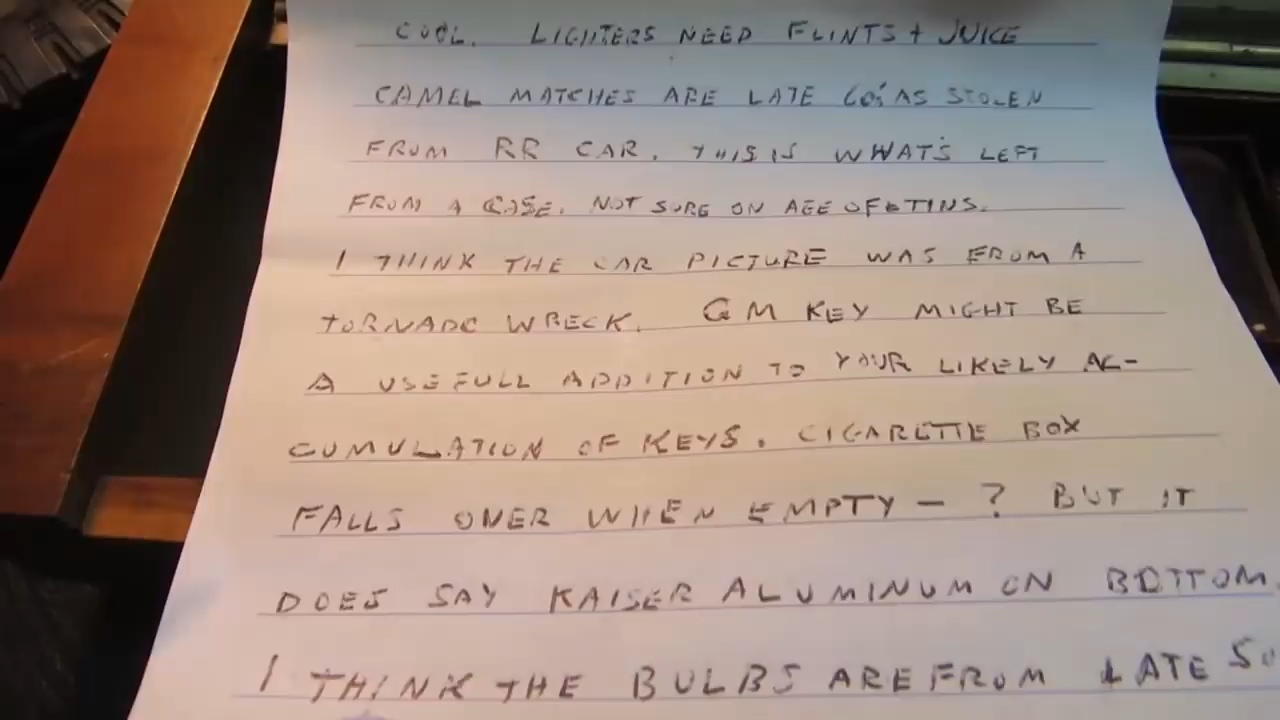 COOL. LIGHTERS NEED FLINTS + JUICE
CAMEL MATCHES ARE LATE 60's AS STOLEN
FROM RR CAR. THIS IS WHAT'S LEFT
FROM A CASE. NOT SURE ON AGE OF TINS.
I THINK THE CAR PICTURE WAS FROM A
TORNADO WRECK. GM KEY MIGHT BE
A USEFULL ADDITION TO YOUR LIKELY AC-
CUMULATION OF KEYS. CIGARETTE BOX
FALLS OVER WHEN EMPTY - ? BUT IT
DOES SAY KAISER ALUMINUM ON BOTTOM
I THINK THE BULBS ARE FROM LATE